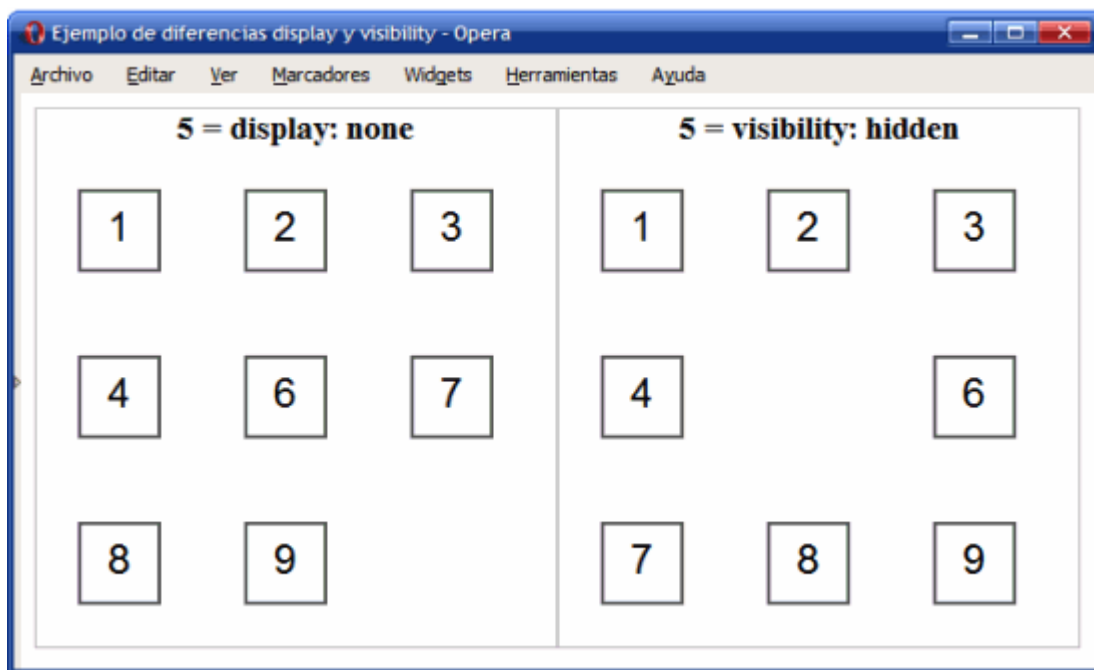 Ejemplo de diferencias display y visibility - Opera
Archivo Editar Ver Marcadores Widgets Herramientas Ayuda
5 = display: none
1 2 3
4 6 7
8 9
5 = visibility: hidden
1 2 3
4 6
7 8 9